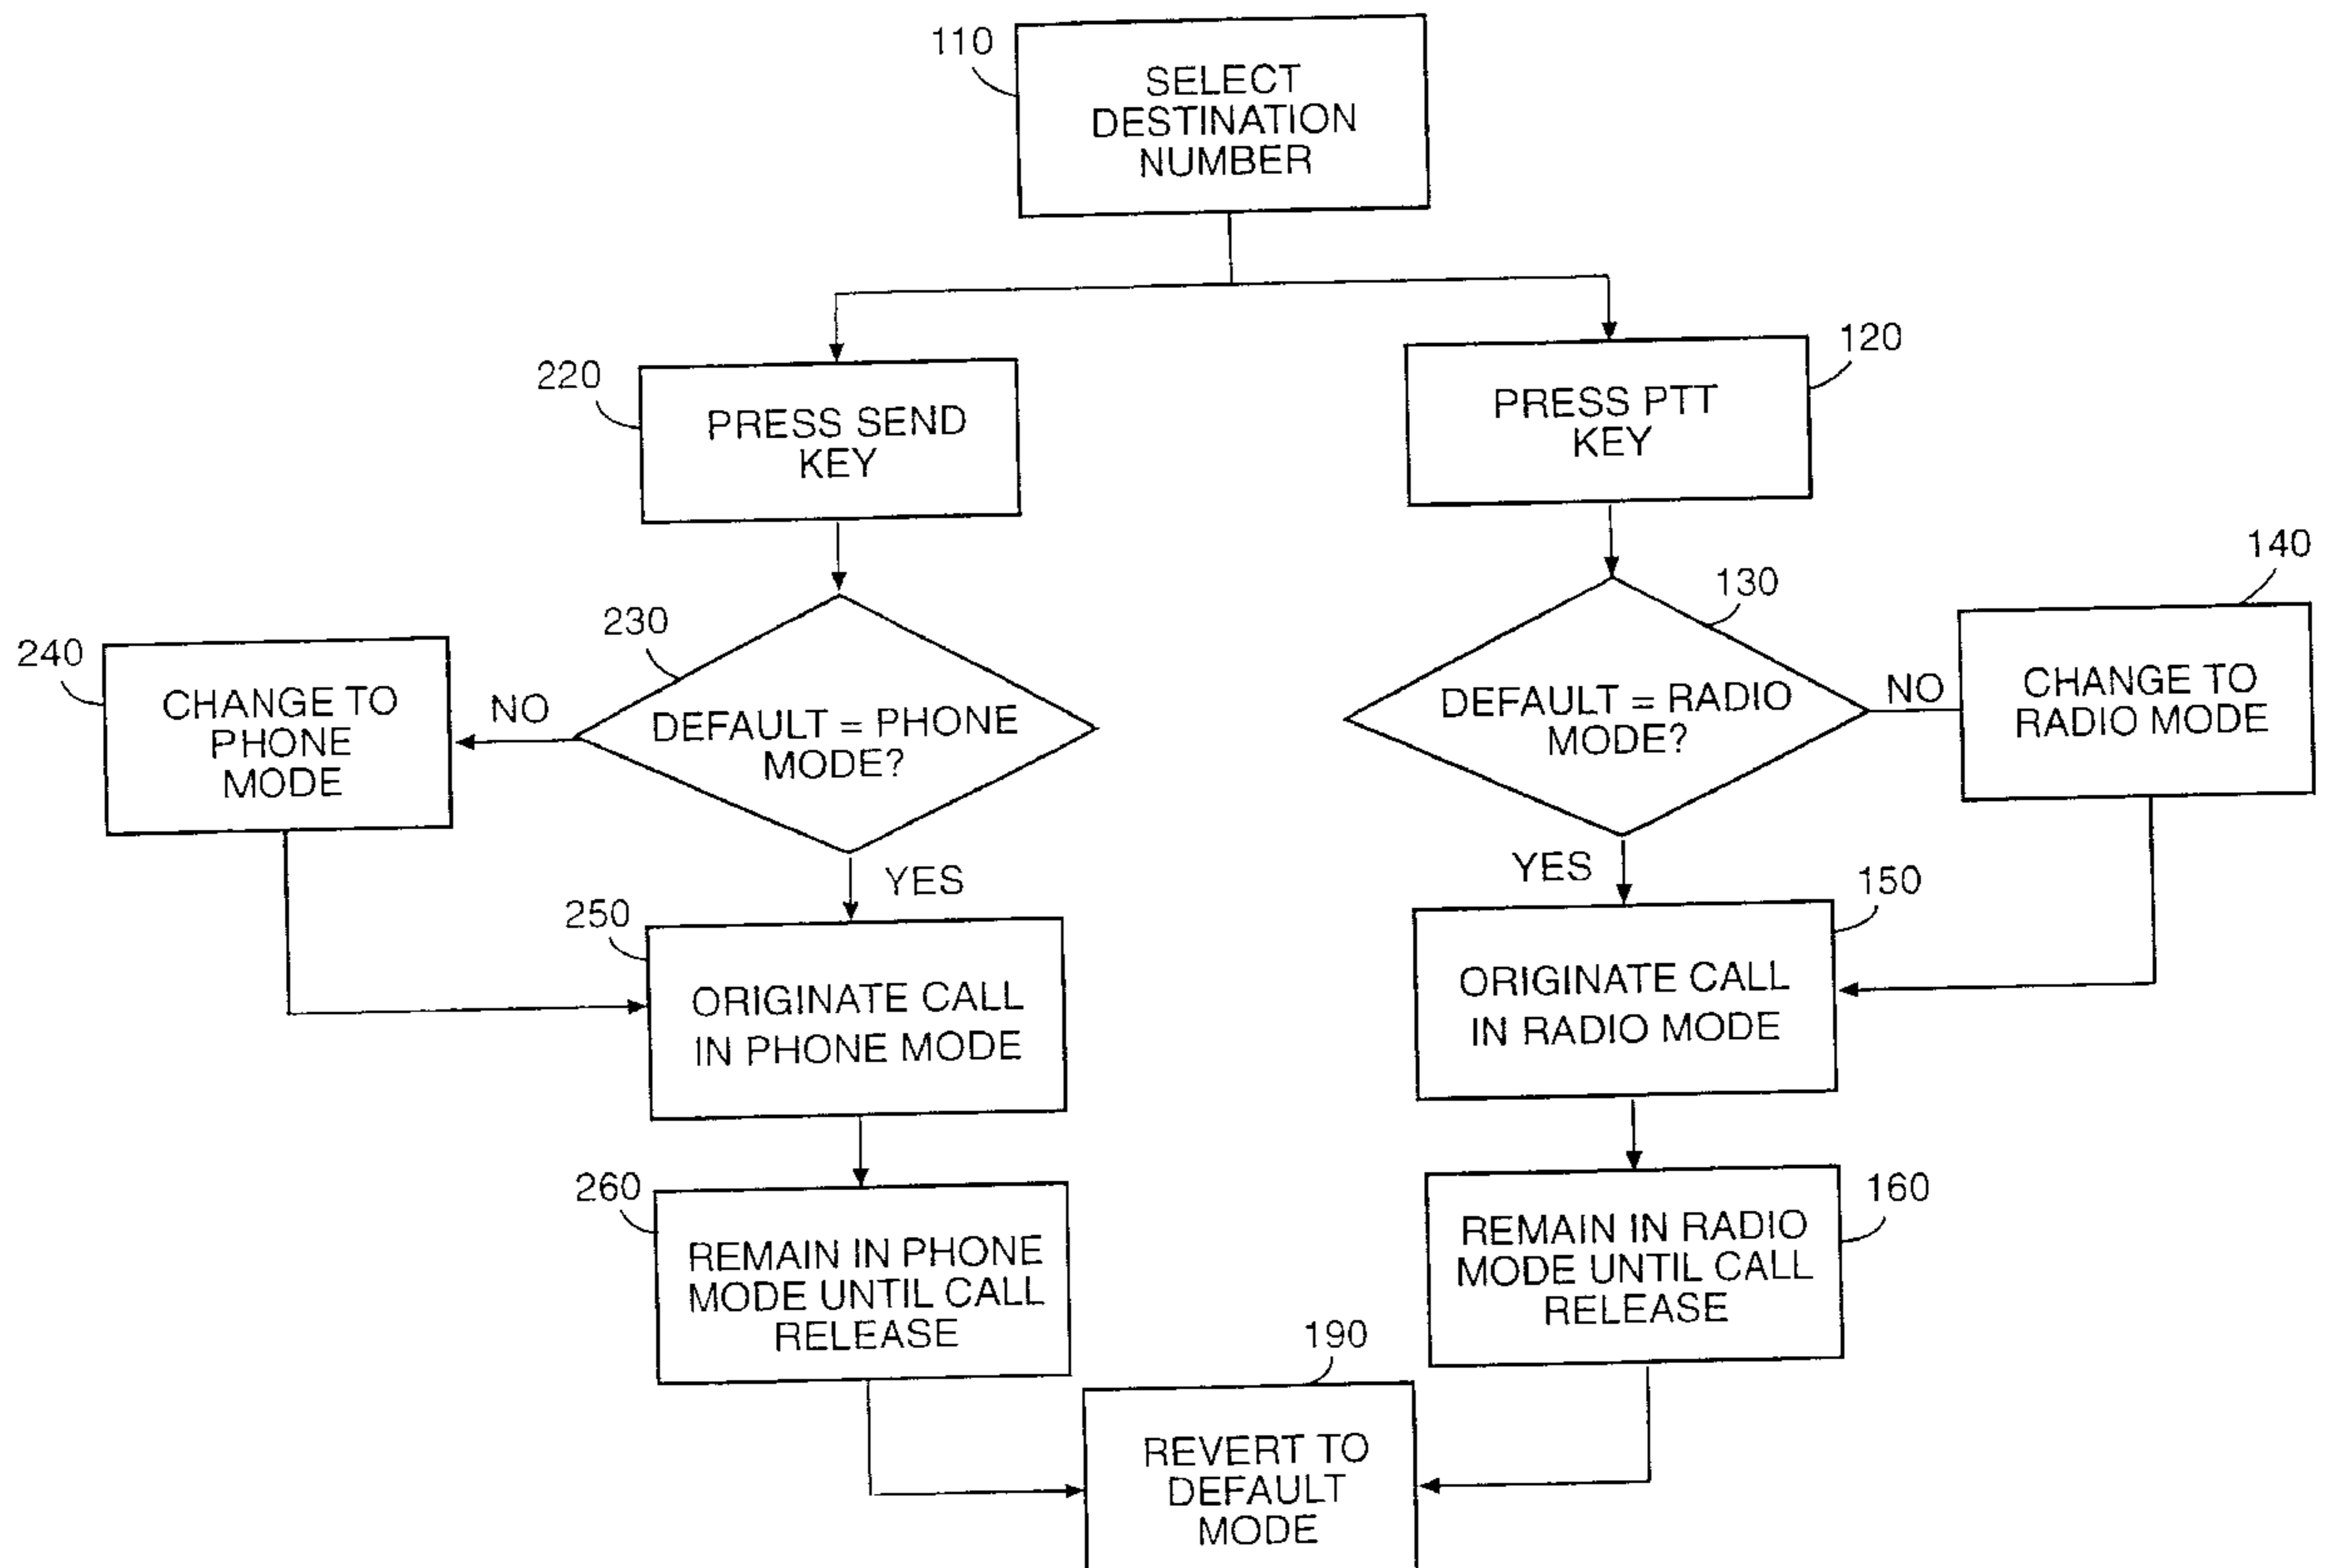 110
SELECT
DESTINATION
NUMBER
220
PRESS SEND
KEY
120
PRESS PTT
KEY
240
CHANGE TO
PHONE
MODE
NO
230
DEFAULT = PHONE
MODE?
YES
130
DEFAULT = RADIO
MODE?
YES
NO
140
CHANGE TO
RADIO MODE
250
ORIGINATE CALL
IN PHONE MODE
150
ORIGINATE CALL
IN RADIO MODE
260
REMAIN IN PHONE
MODE UNTIL CALL
RELEASE
160
REMAIN IN RADIO
MODE UNTIL CALL
RELEASE
190
REVERT TO
DEFAULT
MODE